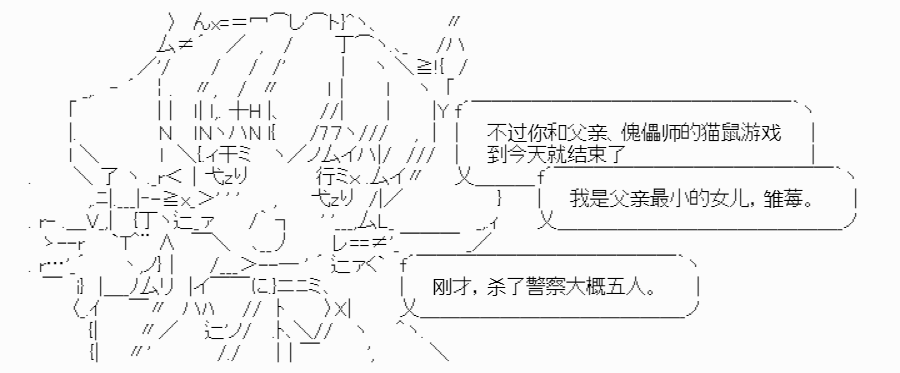 不过你和父亲、傀儡师的猫鼠游戏
到今天就结束了
我是父亲最小的女儿，雏莓。
刚才，杀了警察大概五人。